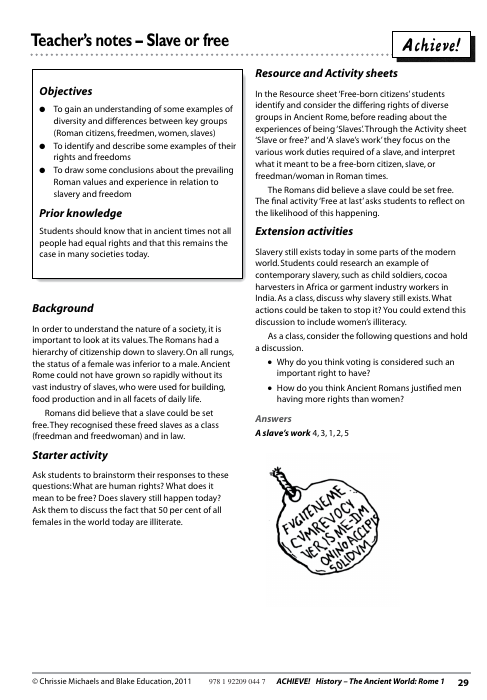 Teacher's notes – Slave or free
Achieve!
Objectives
● To gain an understanding of some examples of
diversity and differences between key groups
(Roman citizens, freedmen, women, slaves)
● To identify and describe some examples of their
rights and freedoms
● To draw some conclusions about the prevailing
Roman values and experience in relation to
slavery and freedom
Prior knowledge
Students should know that in ancient times not all
people had equal rights and that this remains the
case in many societies today.
Background
In order to understand the nature of a society, it is
important to look at its values. The Romans had a
hierarchy of citizenship down to slavery. On all rungs,
the status of a female was inferior to a male. Ancient
Rome could not have grown so rapidly without its
vast industry of slaves, who were used for building,
food production and in all facets of daily life.
Romans did believe that a slave could be set
free. They recognised these freed slaves as a class
(freedman and freedwoman) and in law.
Starter activity
Ask students to brainstorm their responses to these
questions: What are human rights? What does it
mean to be free? Does slavery still happen today?
Ask them to discuss the fact that 50 per cent of all
females in the world today are illiterate.
Resource and Activity sheets
In the Resource sheet 'Free-born citizens' students
identify and consider the differing rights of diverse
groups in Ancient Rome, before reading about the
experiences of being 'Slaves'. Through the Activity sheet
'Slave or free?' and 'A slave's work' they focus on the
various work duties required of a slave, and interpret
what it meant to be a free-born citizen, slave, or
freedman/woman in Roman times.
The Romans did believe a slave could be set free.
The final activity 'Free at last' asks students to reflect on
the likelihood of this happening.
Extension activities
Slavery still exists today in some parts of the modern
world. Students could research an example of
contemporary slavery, such as child soldiers, cocoa
harvesters in Africa or garment industry workers in
India. As a class, discuss why slavery still exists. What
actions could be taken to stop it? You could extend this
discussion to include women's illiteracy.
As a class, consider the following questions and hold
a discussion.
● Why do you think voting is considered such an
important right to have?
● How do you think Ancient Romans justified men
having more rights than women?
Answers
A slave's work 4, 3, 1, 2, 5
FVGITENEME
CVMREVOCV
VER IS ME-DM
ONINO ACCIPIS
SOLIDVM
© Chrissie Michaels and Blake Education, 2011 978 1 92209 044 7 ACHIEVE! History – The Ancient World: Rome 1 29